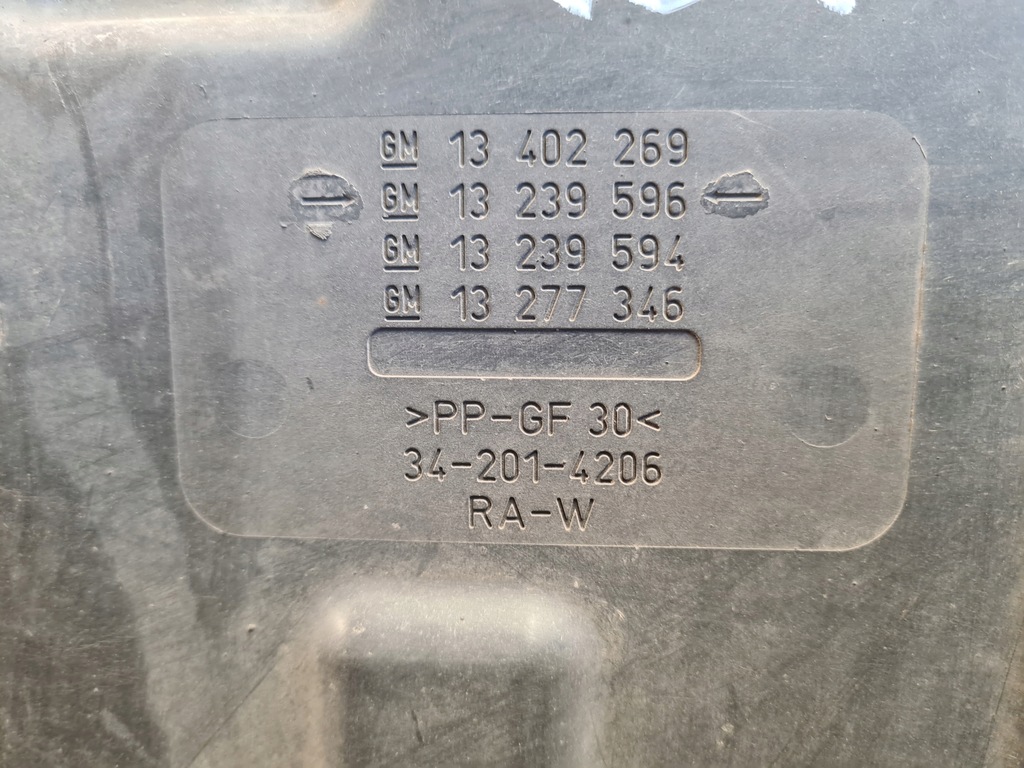 GM 13 402 269
GM 13 239 596
GM 13 239 594
GM 13 277 346
>PP-GF 30<
34-201-4206
RA-W